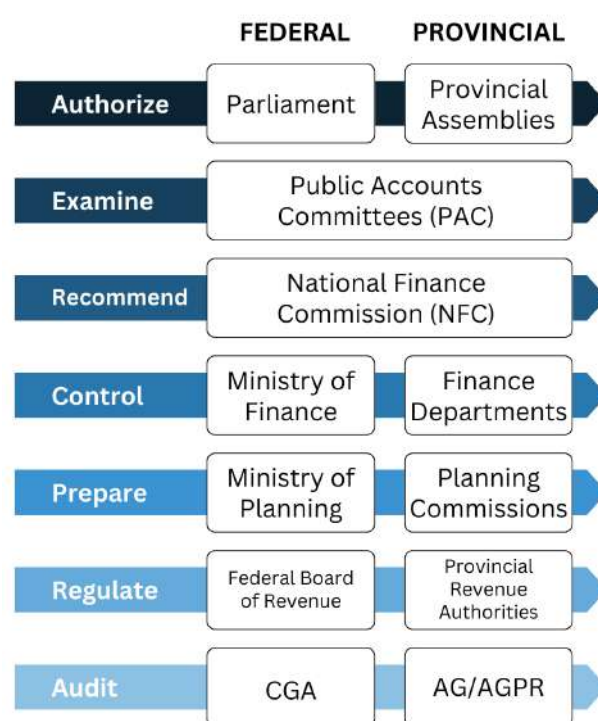 FEDERAL PROVINCIAL
Authorize Parliament Provincial
Assemblies
Examine Public Accounts
Committees (PAC)
Recommend National Finance
Commission (NFC)
Control Ministry of
Finance Finance
Departments
Prepare Ministry of
Planning Planning
Commissions
Regulate Federal Board
of Revenue Provincial
Revenue
Authorities
Audit CGA AG/AGPR